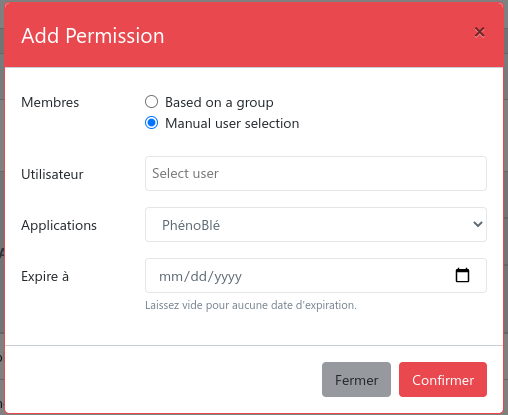 Add Permission
×
Membres
Based on a group
Manual user selection
Utilisateur
Select user
Applications
PhénoBlé
Expire à
mm/dd/yyyy
Laissez vide pour aucune date d'expiration.
Fermer
Confirmer